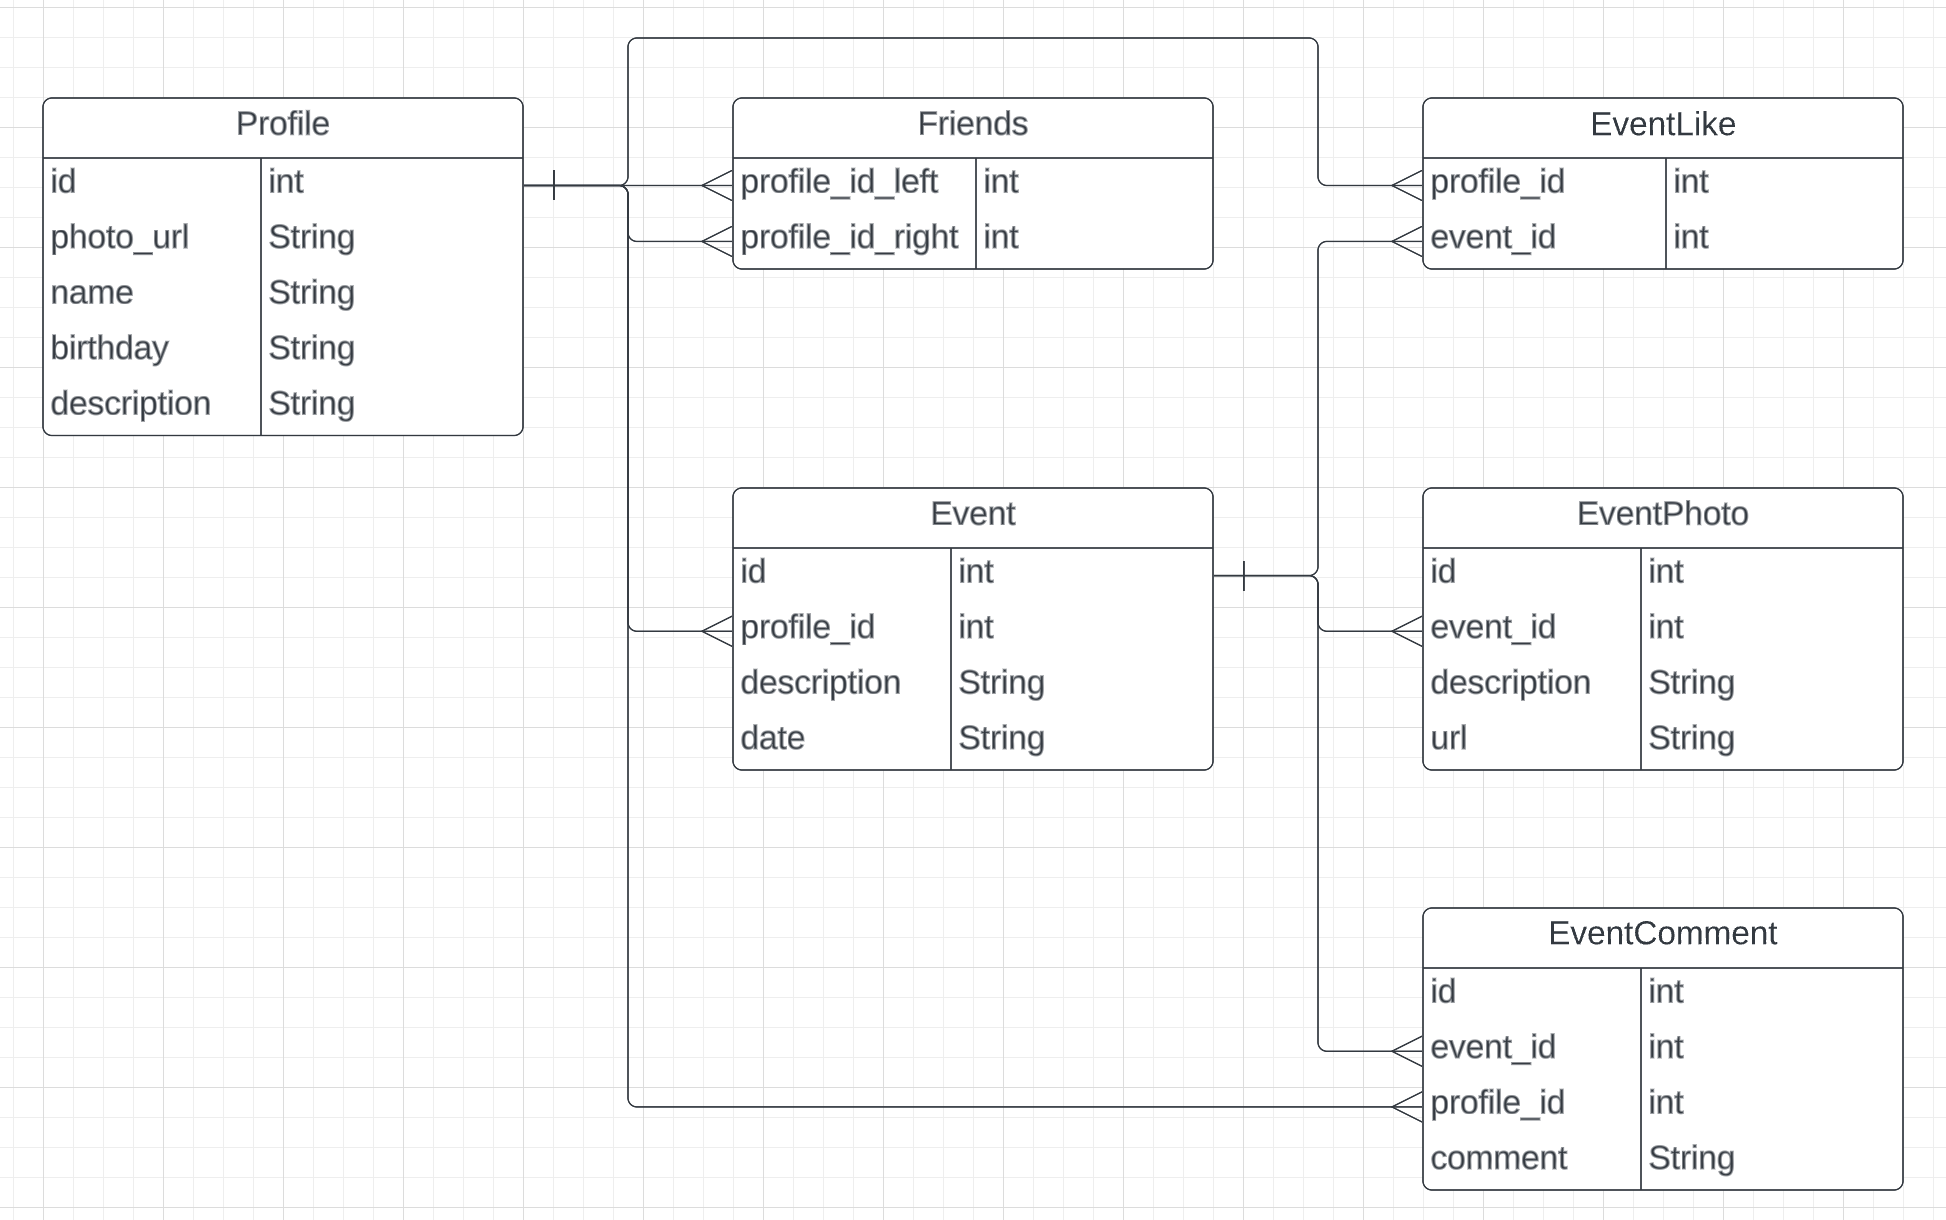 Profile
id int
photo_url String
name String
birthday String
description String
Friends
profile_id_left int
profile_id_right int
EventLike
profile_id int
event_id int
Event
id int
profile_id int
description String
date String
EventPhoto
id int
event_id int
description String
url String
EventComment
id int
event_id int
profile_id int
comment String